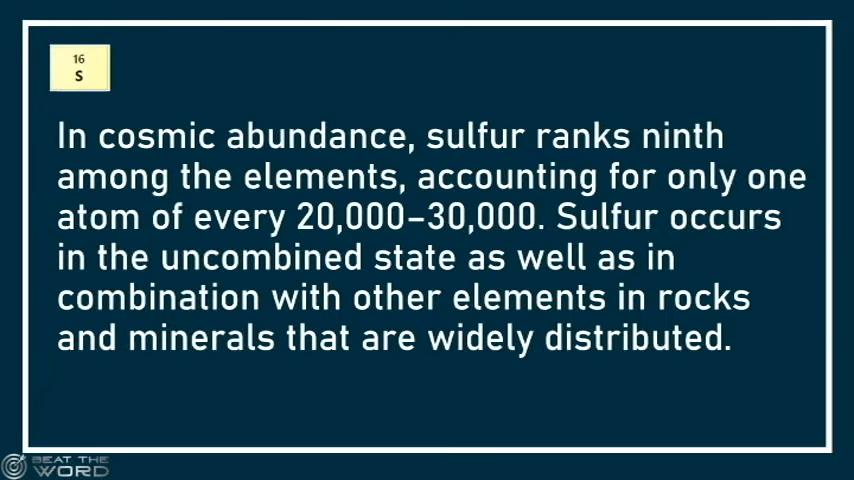 16
S
In cosmic abundance, sulfur ranks ninth
among the elements, accounting for only one
atom of every 20,000–30,000. Sulfur occurs
in the uncombined state as well as in
combination with other elements in rocks
and minerals that are widely distributed.
BEAT THE
WORD